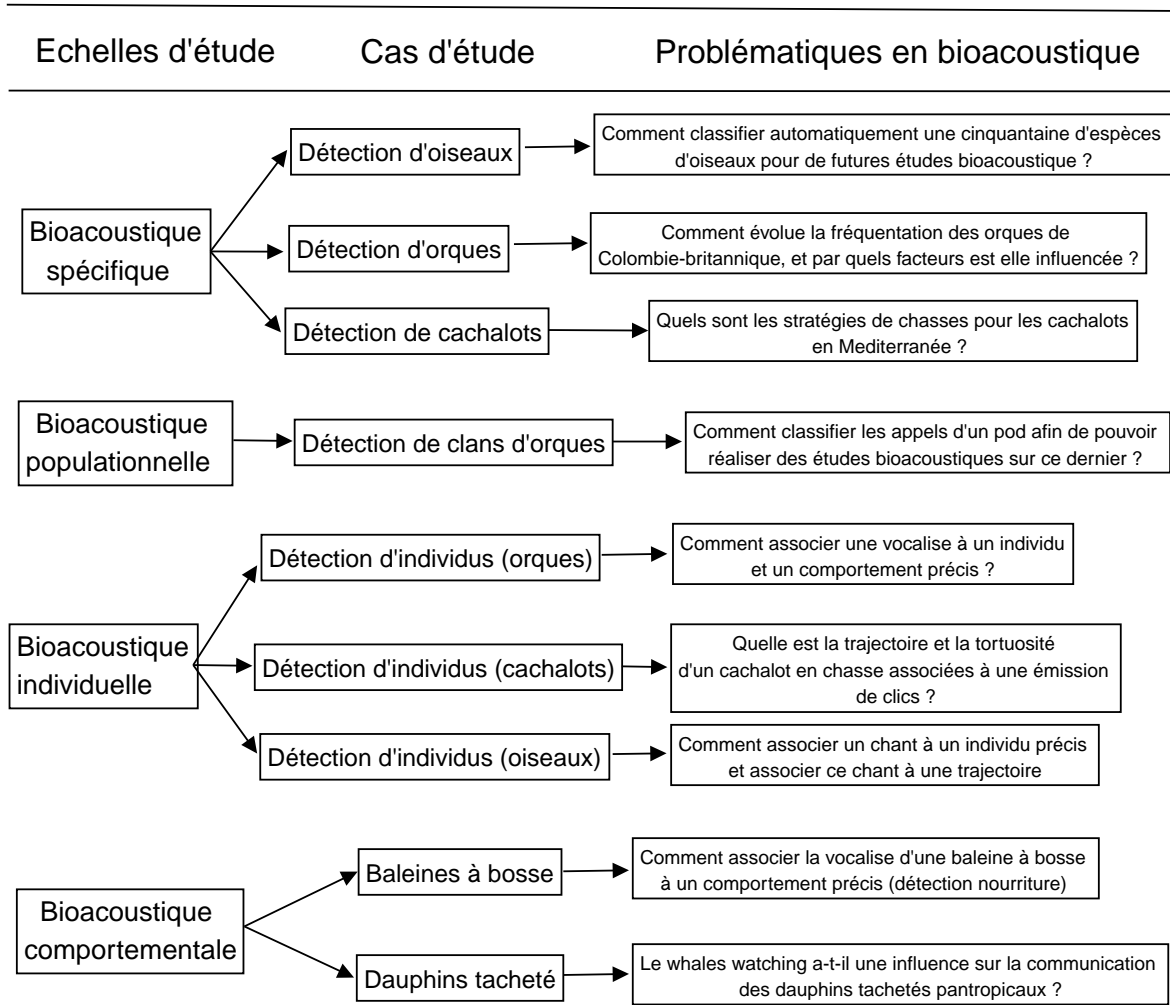 Echelles d'étude
Cas d'étude
Problématiques en bioacoustique
Bioacoustique
spécifique
Détection d'oiseaux
Comment classifier automatiquement une cinquantaine d'espèces
d'oiseaux pour de futures études bioacoustique ?
Détection d'orques
Comment évolue la fréquentation des orques de
Colombie-britannique, et par quels facteurs est elle influencée ?
Détection de cachalots
Quels sont les stratégies de chasses pour les cachalots
en Mediterranée ?
Bioacoustique
populationnelle
Détection de clans d'orques
Comment classifier les appels d'un pod afin de pouvoir
réaliser des études bioacoustiques sur ce dernier ?
Bioacoustique
individuelle
Détection d'individus (orques)
Comment associer une vocalise à un individu
et un comportement précis ?
Détection d'individus (cachalots)
Quelle est la trajectoire et la tortuosité
d'un cachalot en chasse associées à une émission
de clics ?
Détection d'individus (oiseaux)
Comment associer un chant à un individu précis
et associer ce chant à une trajectoire
Bioacoustique
comportementale
Baleines à bosse
Comment associer la vocalise d'une baleine à bosse
à un comportement précis (détection nourriture)
Dauphins tacheté
Le whales watching a-t-il une influence sur la communication
des dauphins tachetés pantropicaux ?